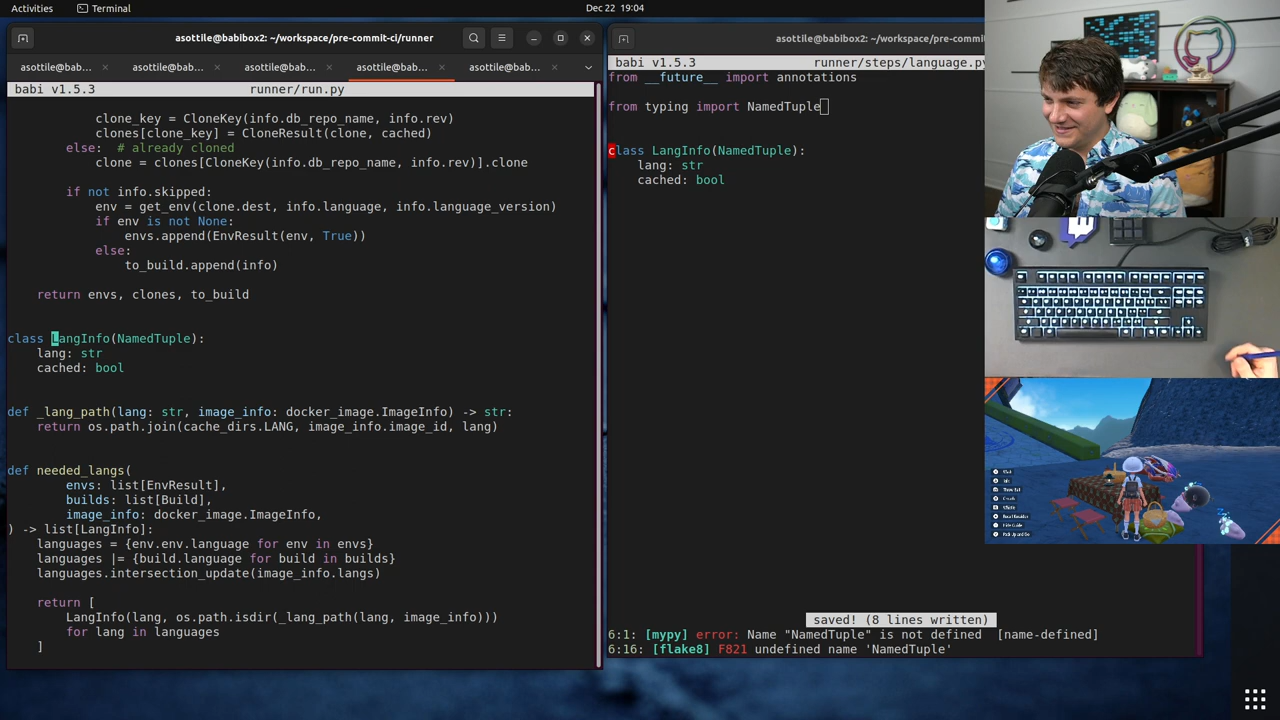 Activities
Terminal
Dec 22 19:04
asottile@babibox2: ~/workspace/pre-commit-ci/runner
asottile@bab...
asottile@bab...
asottile@bab...
asottile@bab...
asottile@bab...
babi v1.5.3
runner/run.py
clone_key = CloneKey(info.db_repo_name, info.rev)
clones[clone_key] = CloneResult(clone, cached)
else: # already cloned
clone = clones[CloneKey(info.db_repo_name, info.rev)].clone
if not info.skipped:
env = get_env(clone.dest, info.language, info.language_version)
if env is not None:
envs.append(EnvResult(env, True))
else:
to_build.append(info)
return envs, clones, to_build
class LangInfo(NamedTuple):
lang: str
cached: bool
def _lang_path(lang: str, image_info: docker_image.ImageInfo) -> str:
return os.path.join(cache_dirs.LANG, image_info.image_id, lang)
def needed_langs(
envs: list[EnvResult],
builds: list[Build],
image_info: docker_image.ImageInfo,
) -> list[LangInfo]:
languages = {env.env.language for env in envs}
languages |= {build.language for build in builds}
languages.intersection_update(image_info.langs)
return [
LangInfo(lang, os.path.isdir(_lang_path(lang, image_info)))
for lang in languages
]
asottile@babibox2: ~/workspace/pre-commit
babi v1.5.3
runner/steps/language.py
from __future__ import annotations
from typing import NamedTuple
class LangInfo(NamedTuple):
lang: str
cached: bool
saved! (8 lines written)
6:1: [mypy] error: Name "NamedTuple" is not defined [name-defined]
6:16: [flake8] F821 undefined name 'NamedTuple'